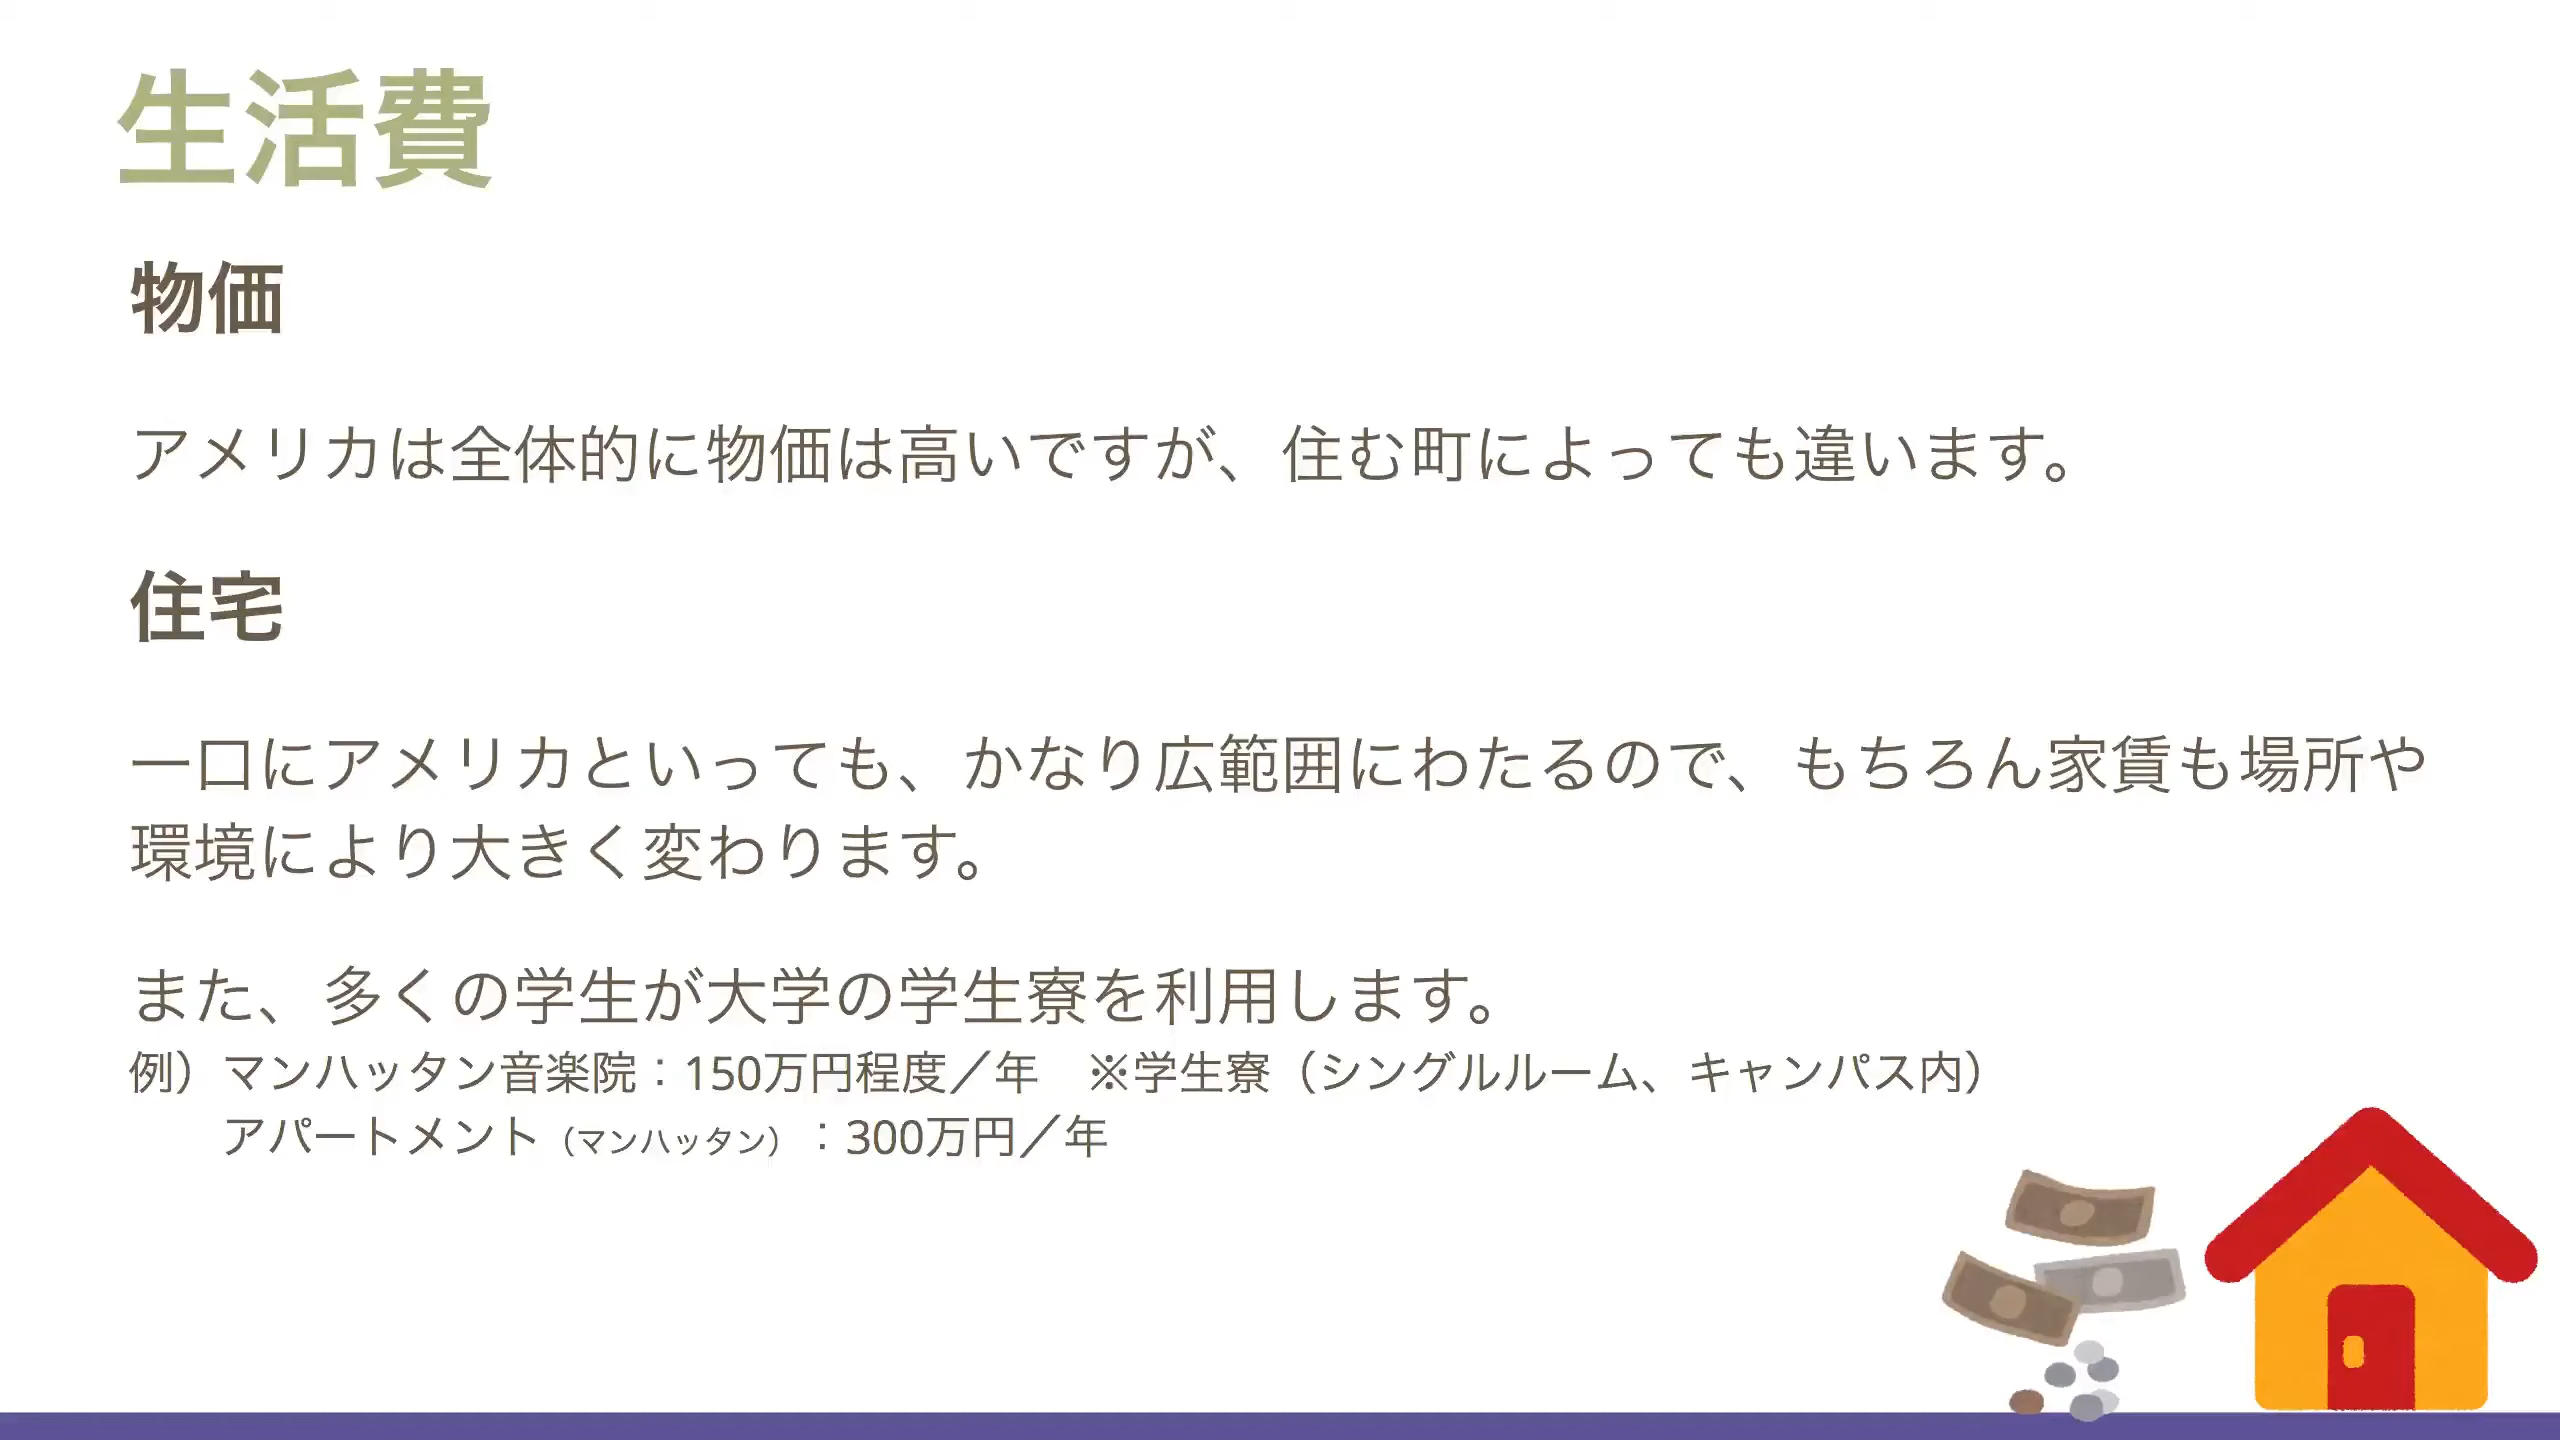 生活費
物価
アメリカは全体的に物価は高いですが、住む町によっても違います。
住宅
一口にアメリカといっても、かなり広範囲にわたるので、もちろん家賃も場所や
環境により大きく変わります。
また、多くの学生が大学の学生寮を利用します。
例）マンハッタン音楽院：150万円程度／年　※学生寮（シングルルーム、キャンパス内）
アパートメント（マンハッタン）：300万円／年